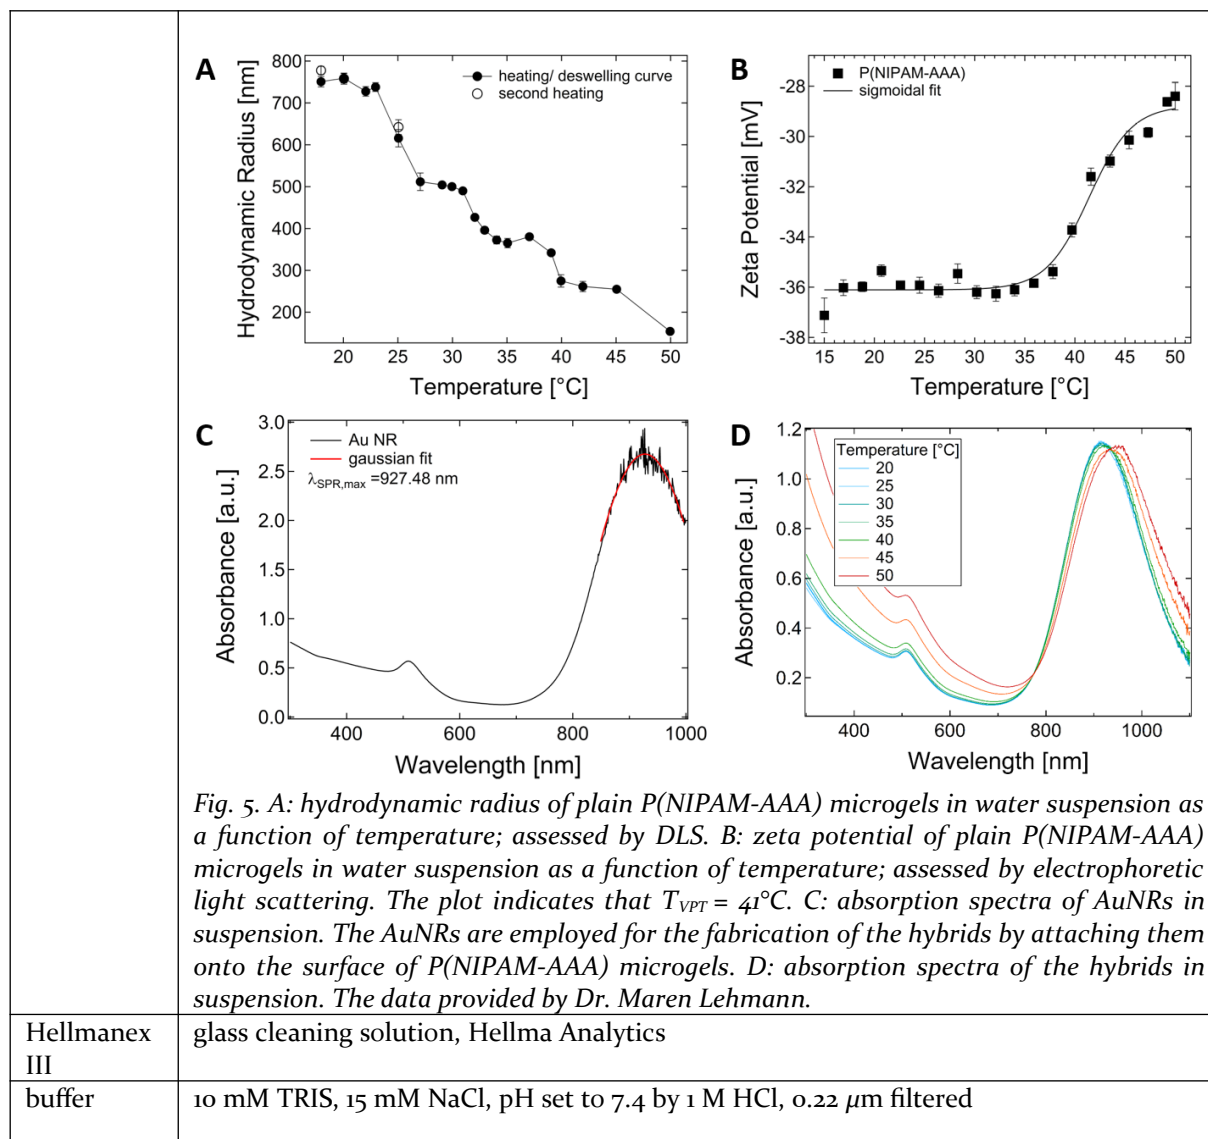 A
Hydrodynamic Radius [nm]
800
700
600
500
400
300
200
heating/ deswelling curve
second heating
20 25 30 35 40 45 50
Temperature [°C]
B
Zeta Potential [mV]
-28
-30
-32
-34
-36
-38
P(NIPAM-AAA)
sigmoidal fit
15 20 25 30 35 40 45 50
Temperature [°C]
C
Absorbance [a.u.]
3.0
2.5
2.0
1.5
1.0
0.5
0.0
Au NR
gaussian fit
λSPR,max =927.48 nm
400 600 800 1000
Wavelength [nm]
D
Absorbance [a.u.]
1.2
1.0
0.8
0.6
0.4
0.2
Temperature [°C]
20
25
30
35
40
45
50
400 600 800 1000
Wavelength [nm]
Fig. 5. A: hydrodynamic radius of plain P(NIPAM-AAA) microgels in water suspension as
a function of temperature; assessed by DLS. B: zeta potential of plain P(NIPAM-AAA)
microgels in water suspension as a function of temperature; assessed by electrophoretic
light scattering. The plot indicates that TVPT = 41°C. C: absorption spectra of AuNRs in
suspension. The AuNRs are employed for the fabrication of the hybrids by attaching them
onto the surface of P(NIPAM-AAA) microgels. D: absorption spectra of the hybrids in
suspension. The data provided by Dr. Maren Lehmann.
Hellmanex
III
glass cleaning solution, Hellma Analytics
buffer
10 mM TRIS, 15 mM NaCl, pH set to 7.4 by 1 M HCl, 0.22 μm filtered